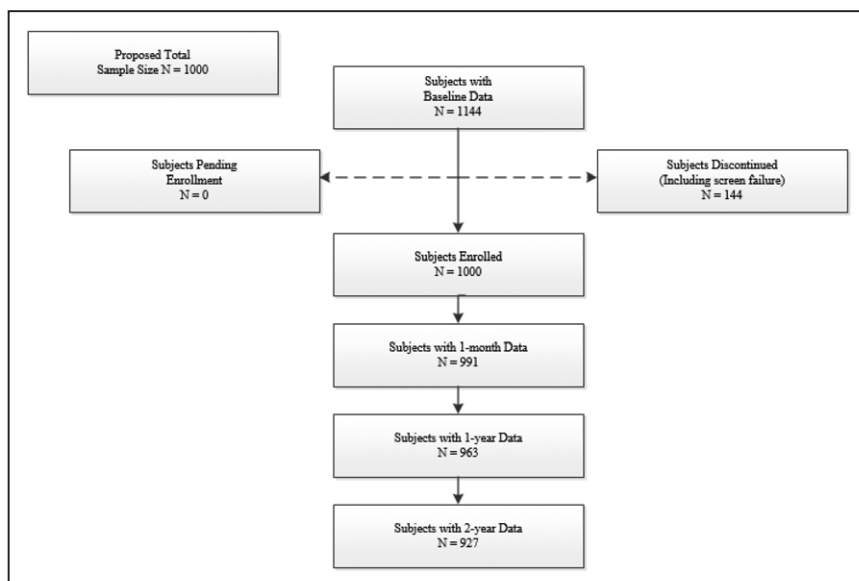 Proposed Total
Sample Size N = 1000
Subjects with
Baseline Data
N = 1144
Subjects Pending
Enrollment
N = 0
Subjects Discontinued
(Including screen failure)
N = 144
Subjects Enrolled
N = 1000
Subjects with 1-month Data
N = 991
Subjects with 1-year Data
N = 963
Subjects with 2-year Data
N = 927